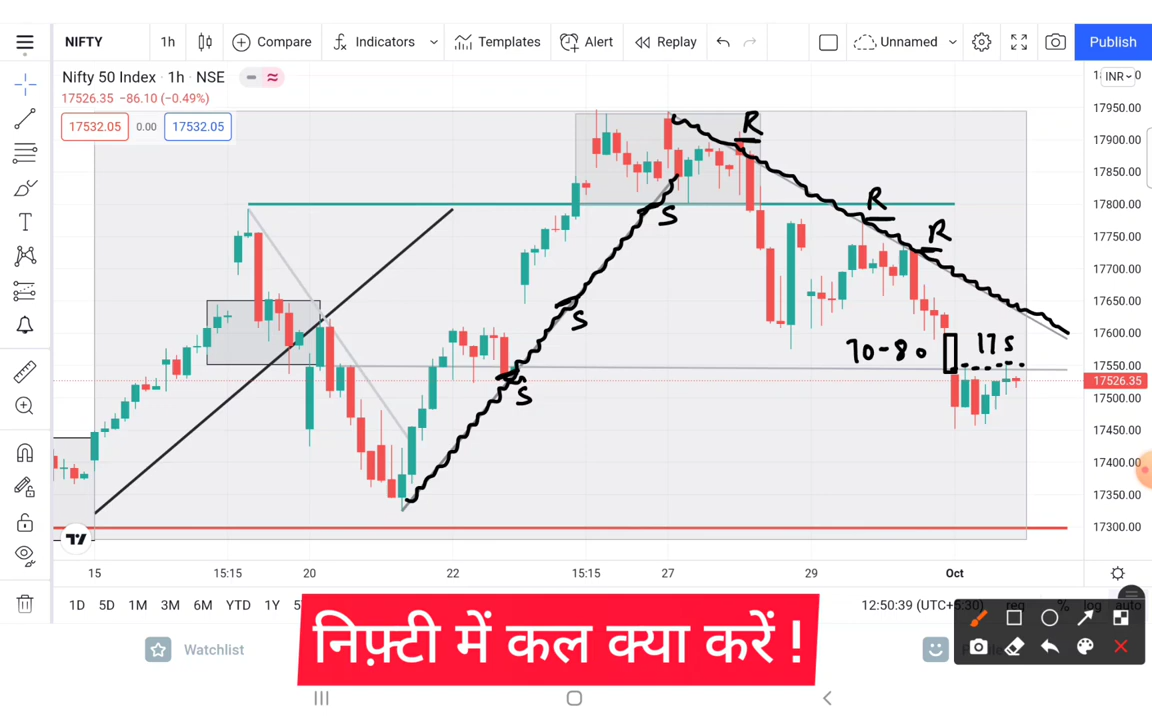 NIFTY 1h Compare Indicators Templates Alert Replay Unnamed Publish
Nifty 50 Index · 1h · NSE
17526.35 −86.10 (−0.49%)
17532.05 0.00 17532.05
INR
17950.00
17900.00
17850.00
17800.00
17750.00
17700.00
17650.00
17600.00
17550.00
17526.35
17500.00
17450.00
17400.00
17350.00
17300.00
R
R
R
S
S
S
70-80
15 15:15 20 22 15:15 27 29 Oct
1D 5D 1M 3M 6M YTD 1Y 12:50:39 (UTC+5:30) % log auto
निफ़्टी में कल क्या करें !
Watchlist